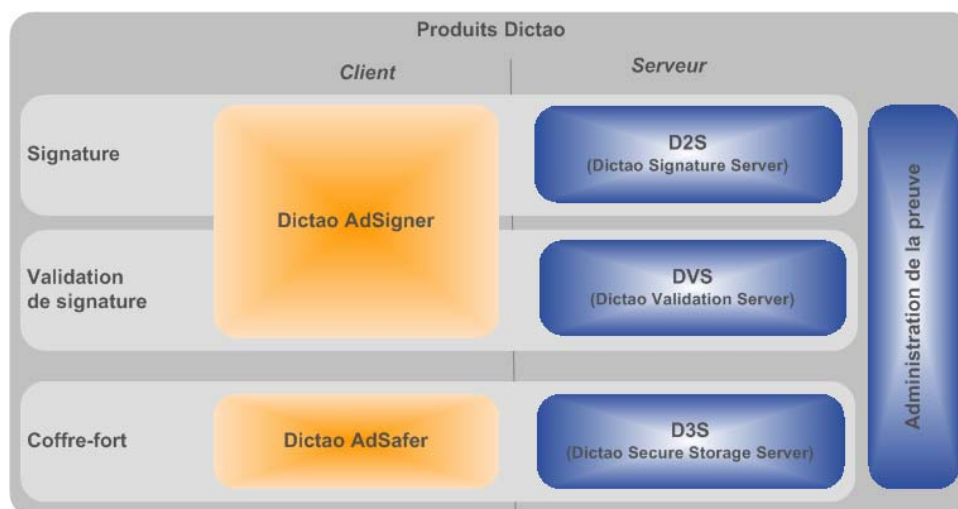 Produits Dictao
Client
Serveur
Signature
Dictao AdSigner
D2S
(Dictao Signature Server)
Validation
de signature
DVS
(Dictao Validation Server)
Coffre-fort
Dictao AdSafer
D3S
(Dictao Secure Storage Server)
Administration de la preuve